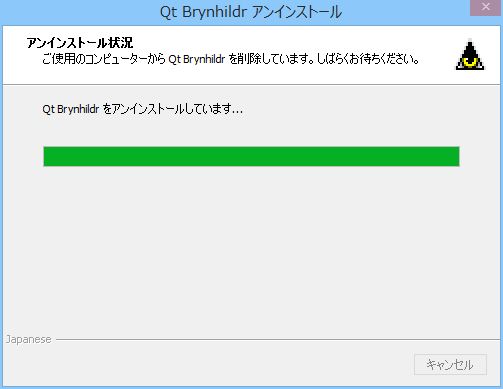 Qt Brynhildr アンインストール
アンインストール状況
ご使用のコンピューターから Qt Brynhildr を削除しています。しばらくお待ちください。
Qt Brynhildr をアンインストールしています...
Japanese
キャンセル